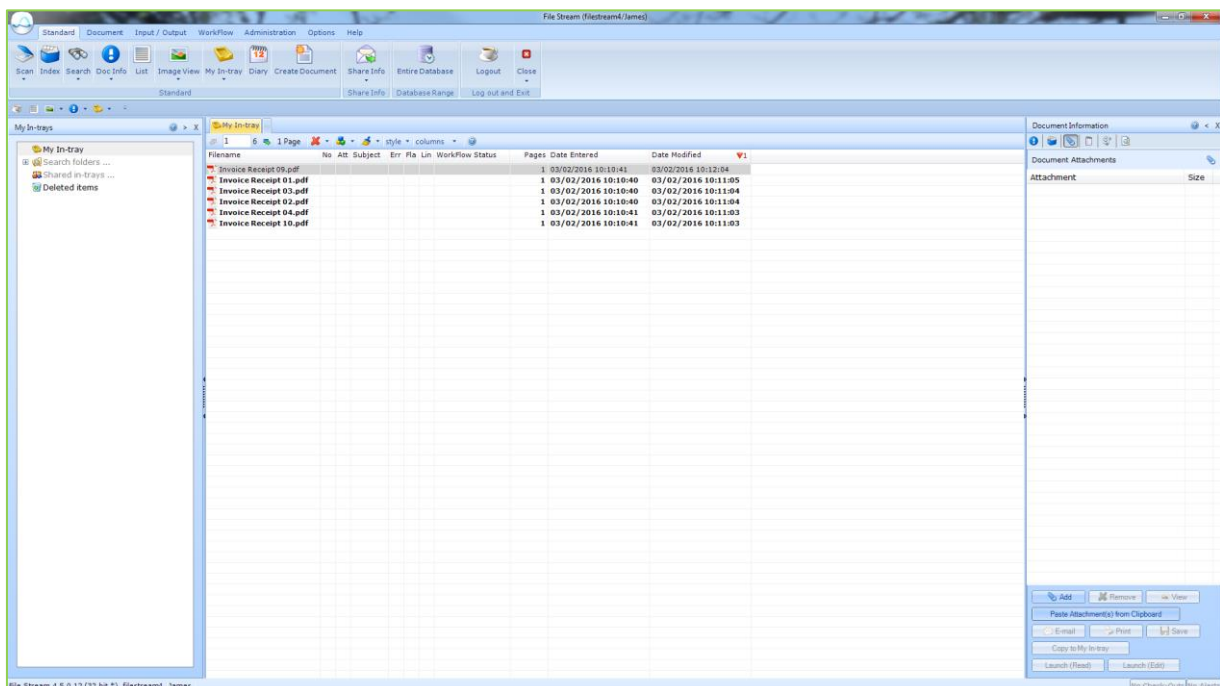 File Stream (filestream4/James)
Standard Document Input / Output WorkFlow Administration Options Help
Scan Index Search Doc Info List Image View My In-tray Diary Create Document Share Info Entire Database Logout Close
Standard Share Info Database Range Log out and Exit
My In-trays
My In-tray
Search folders ...
Shared in-trays ...
Deleted items
My In-tray
1 6 1 Page style columns
Filename No Att Subject Err Fla Lin WorkFlow Status Pages Date Entered Date Modified 1
Invoice Receipt 09.pdf 1 03/02/2016 10:10:41 03/02/2016 10:12:04
Invoice Receipt 01.pdf 1 03/02/2016 10:10:40 03/02/2016 10:11:05
Invoice Receipt 03.pdf 1 03/02/2016 10:10:40 03/02/2016 10:11:04
Invoice Receipt 02.pdf 1 03/02/2016 10:10:40 03/02/2016 10:11:04
Invoice Receipt 04.pdf 1 03/02/2016 10:10:41 03/02/2016 10:11:03
Invoice Receipt 10.pdf 1 03/02/2016 10:10:41 03/02/2016 10:11:03
Document Information
Document Attachments
Attachment Size
Add Remove View
Paste Attachment(s) from Clipboard
E-mail Print Save
Copy to My In-tray
Launch (Read) Launch (Edit)